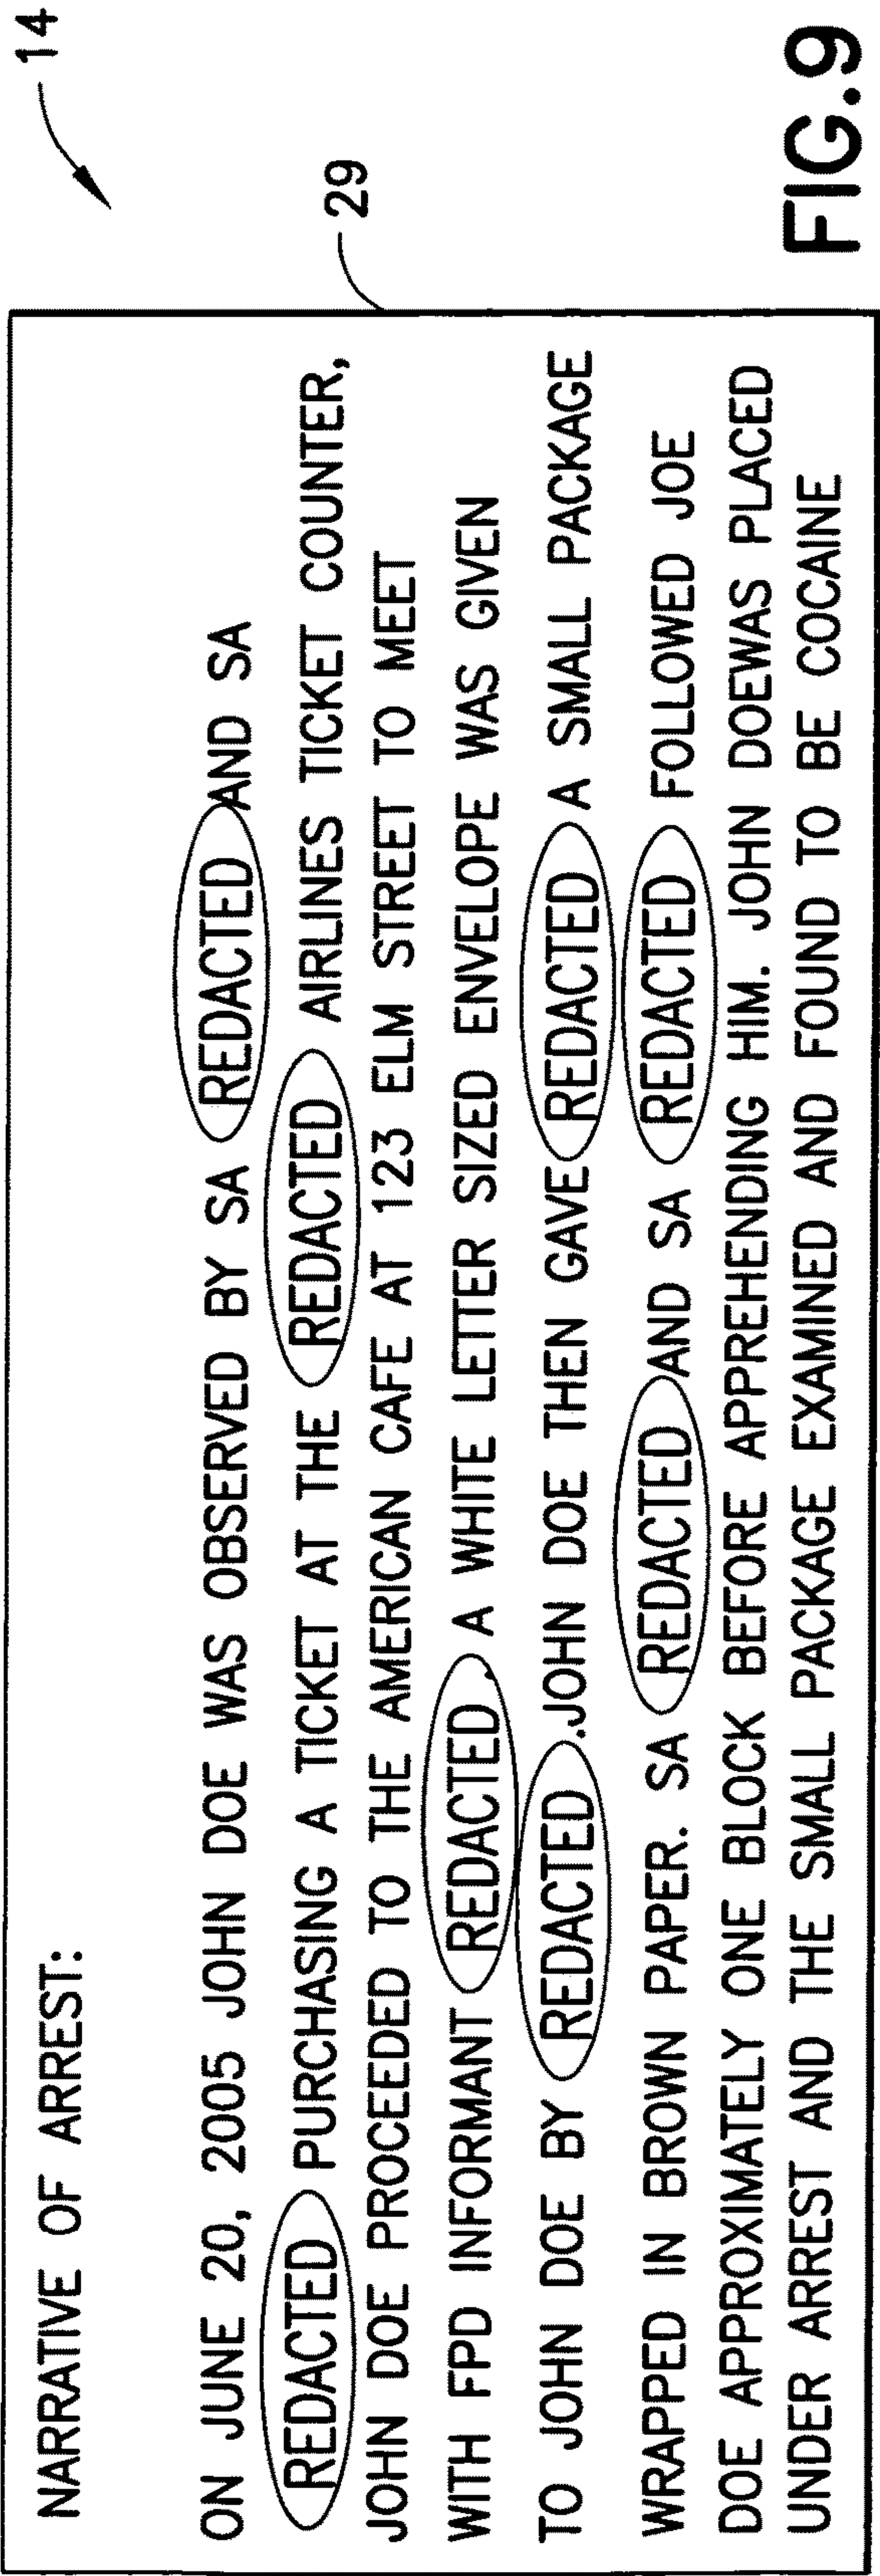 NARRATIVE OF ARREST:
ON JUNE 20, 2005 JOHN DOE WAS OBSERVED BY SA REDACTED AND SA
REDACTED PURCHASING A TICKET AT THE REDACTED AIRLINES TICKET COUNTER,
JOHN DOE PROCEEDED TO THE AMERICAN CAFE AT 123 ELM STREET TO MEET
WITH FPD INFORMANT REDACTED. A WHITE LETTER SIZED ENVELOPE WAS GIVEN
TO JOHN DOE BY REDACTED.JOHN DOE THEN GAVE REDACTED A SMALL PACKAGE
WRAPPED IN BROWN PAPER. SA REDACTED AND SA REDACTED FOLLOWED JOE
DOE APPROXIMATELY ONE BLOCK BEFORE APPREHENDING HIM. JOHN DOEWAS PLACED
UNDER ARREST AND THE SMALL PACKAGE EXAMINED AND FOUND TO BE COCAINE
29
14
FIG.9